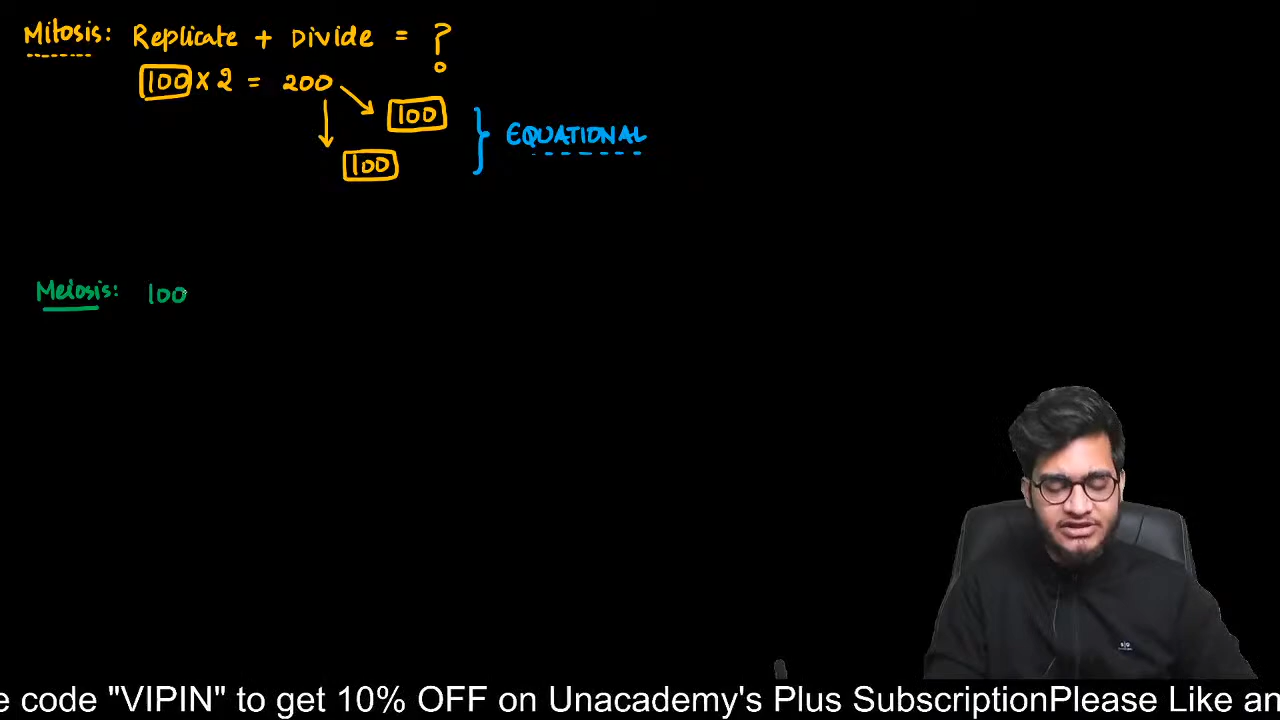 Mitosis: Replicate + Divide = ?
100 x 2 = 200
100
EQUATIONAL
100
Meiosis: 100
e code "VIPIN" to get 10% OFF on Unacademy's Plus SubscriptionPlease Like an